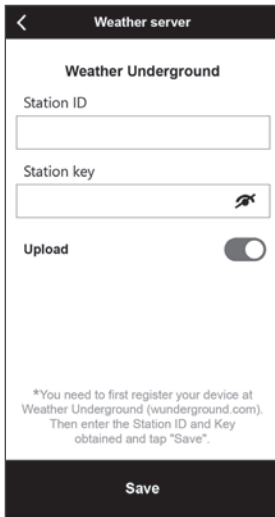 Weather server
Weather Underground
Station ID
Station key
Upload
*You need to first register your device at
Weather Underground (wunderground.com).
Then enter the Station ID and Key
obtained and tap "Save".
Save